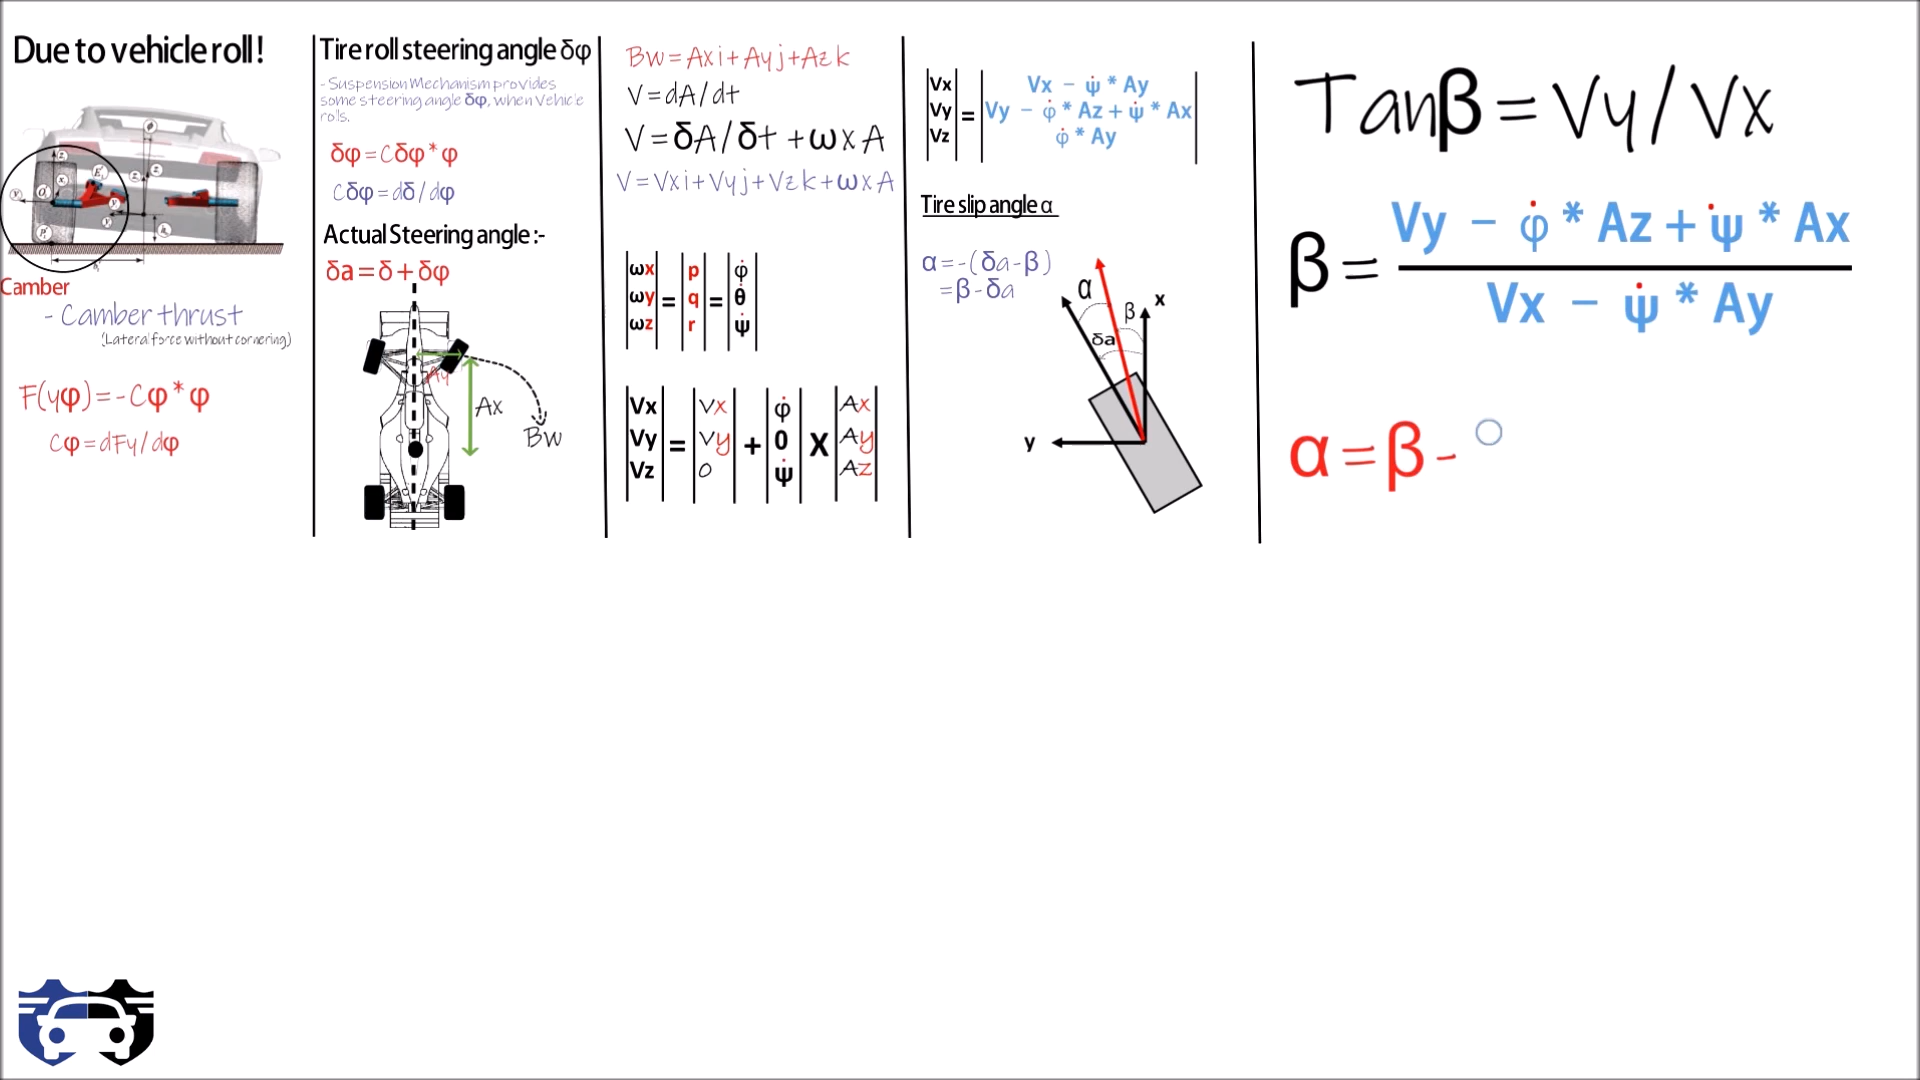 Due to vehicle roll!
Camber
- Camber thrust
(Lateral force without cornering)
F(yφ)=-Cφ*φ
Cφ=dFy/dφ
Tire roll steering angle δφ
- Suspension Mechanism provides
some steering angle δφ, when Vehicle
rolls.
δφ=Cδφ*φ
Cδφ=dδ/dφ
Actual Steering angle :-
δa=δ+δφ
Ay
Ax
Bw
Bw=Axi+Ayj+Azk
V=dA/dt
V=δA/δt+ωxA
V=Vxi+Vyj+Vzk+ωxA
ωx p φ̇
ωy = q = θ̇
ωz r ψ̇
Vx Vx φ̇ Ax
Vy = Vy + 0 X Ay
Vz 0 ψ̇ Az
Vx Vx - ψ̇ * Ay
Vy = Vy - φ̇ * Az + ψ̇ * Ax
Vz φ̇ * Ay
Tire slip angle α
α=-(δa-β)
=β-δa
α
β
x
δa
y
Tanβ=Vy/Vx
β= Vy - φ̇ * Az + ψ̇ * Ax
Vx - ψ̇ * Ay
α=β-